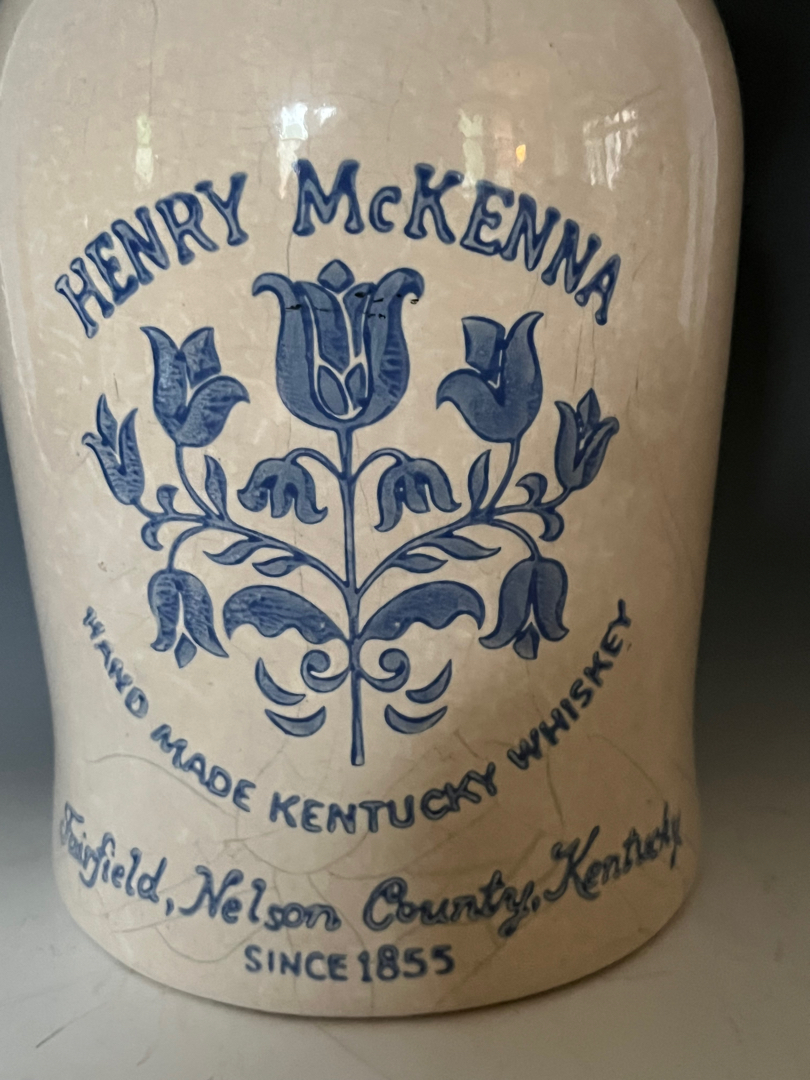 HENRY McKENNA
HAND MADE KENTUCKY WHISKEY
Fairfield, Nelson County, Kentucky
SINCE 1855